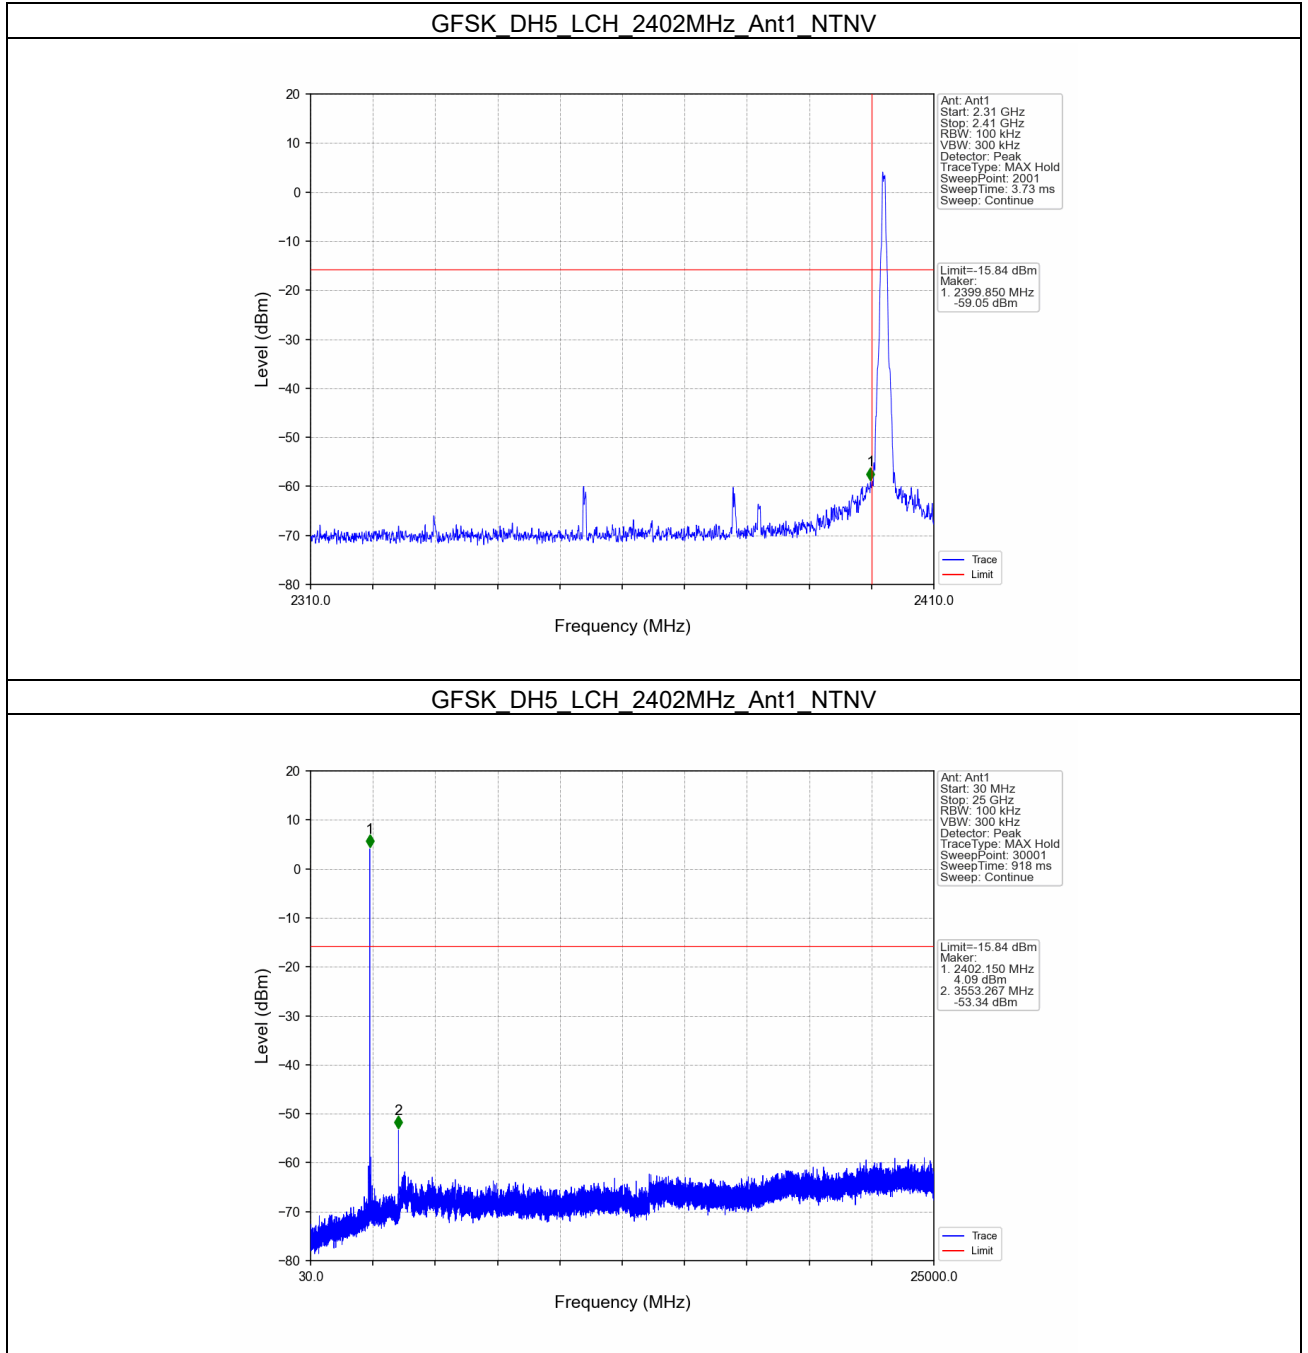 GFSK_DH5_LCH_2402MHz_Ant1_NTNV
20
10
0
−10
−20
−30
−40
−50
−60
−70
−80
Level (dBm)
2310.0
2410.0
Frequency (MHz)
1
Ant: Ant1
Start: 2.31 GHz
Stop: 2.41 GHz
RBW: 100 kHz
VBW: 300 kHz
Detector: Peak
TraceType: MAX Hold
SweepPoint: 2001
SweepTime: 3.73 ms
Sweep: Continue
Limit=-15.84 dBm
Maker:
1. 2399.850 MHz
-59.05 dBm
Trace
Limit
GFSK_DH5_LCH_2402MHz_Ant1_NTNV
20
10
0
−10
−20
−30
−40
−50
−60
−70
−80
Level (dBm)
30.0
25000.0
Frequency (MHz)
1
2
Ant: Ant1
Start: 30 MHz
Stop: 25 GHz
RBW: 100 kHz
VBW: 300 kHz
Detector: Peak
TraceType: MAX Hold
SweepPoint: 30001
SweepTime: 918 ms
Sweep: Continue
Limit=-15.84 dBm
Maker:
1. 2402.150 MHz
4.09 dBm
2. 3553.267 MHz
-53.34 dBm
Trace
Limit